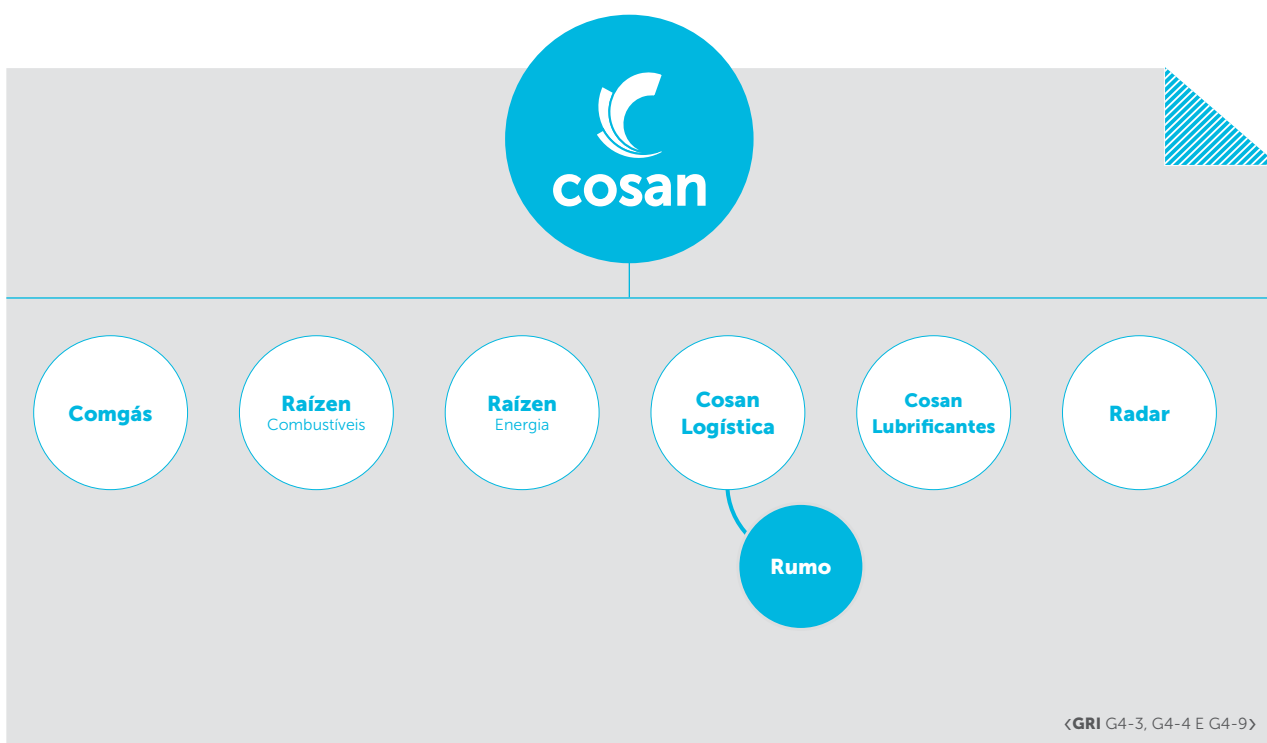 cosan
Comgás
Raízen
Combustíveis
Raízen
Energia
Cosan
Logística
Cosan
Lubrificantes
Radar
Rumo
‹GRI G4-3, G4-4 E G4-9›